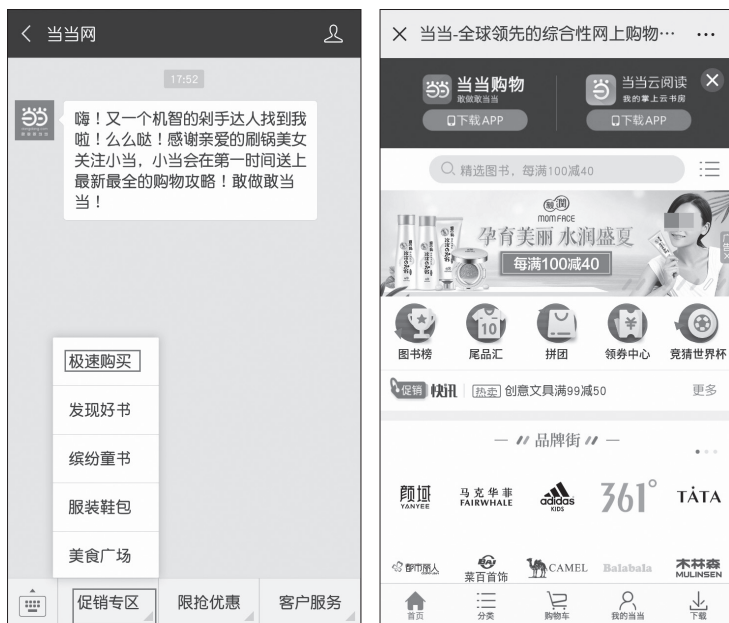 当当网
17:52
嗨！又一个机智的剁手达人找到我
啦！么么哒！感谢亲爱的刷锅美女
关注小当，小当会在第一时间送上
最新最全的购物攻略！敢做敢当
当！
极速购买
发现好书
缤纷童书
服装鞋包
美食广场
促销专区
限抢优惠
客户服务
当当-全球领先的综合性网上购物…
当当购物
敢做敢当当
下载APP
当当云阅读
我的掌上云书房
下载APP
精选图书，每满100减40
MOMFACE
孕育美丽 水润盛夏
每满100减40
图书榜
10
尾品汇
拼团
领券中心
竞猜世界杯
促销 快讯 热卖 创意文具满99减50 更多
品牌街
颜域
YANYEE
马克华菲
FAIRWHALE
adidas
KIDS
361°
TATA
都市丽人
菜百首饰
CAMEL
Balabala
木林森
MULINSEN
首页
分类
购物车
我的当当
下载